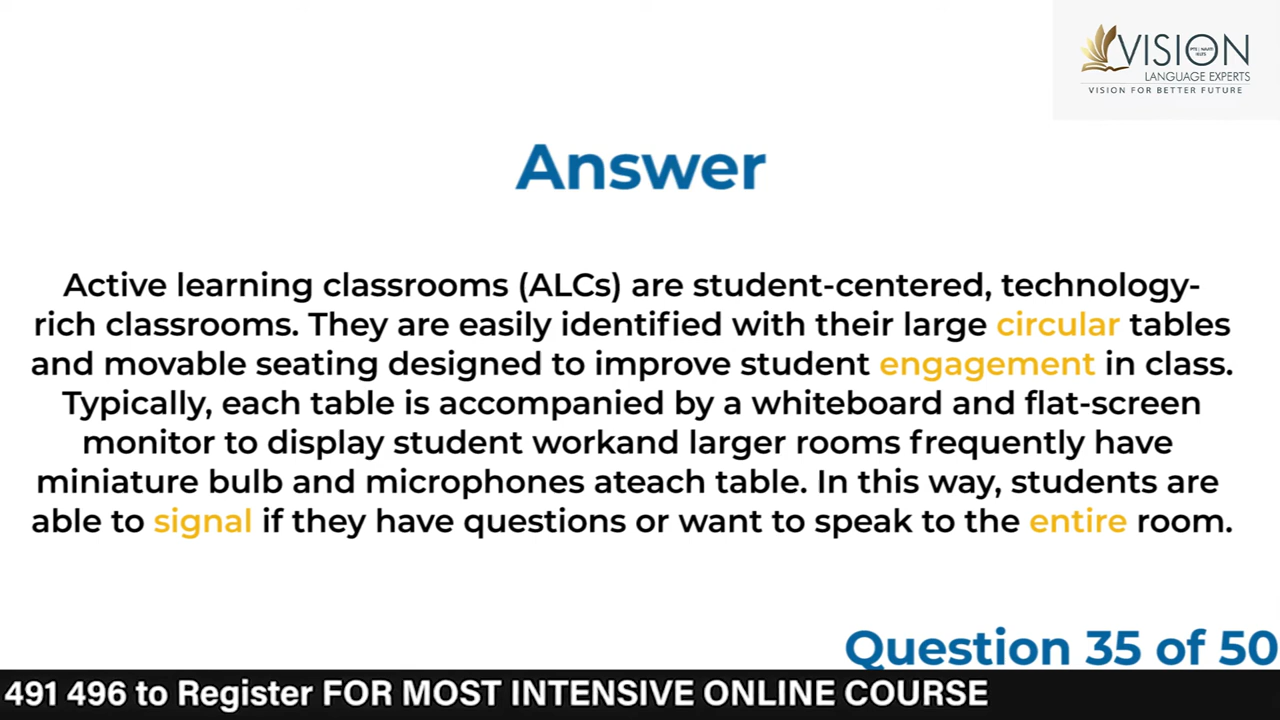 VISION
LANGUAGE EXPERTS
VISION FOR BETTER FUTURE
Answer
Active learning classrooms (ALCs) are student-centered, technology-
rich classrooms. They are easily identified with their large circular tables
and movable seating designed to improve student engagement in class.
Typically, each table is accompanied by a whiteboard and flat-screen
monitor to display student workand larger rooms frequently have
miniature bulb and microphones ateach table. In this way, students are
able to signal if they have questions or want to speak to the entire room.
Question 35 of 50
491 496 to Register FOR MOST INTENSIVE ONLINE COURSE